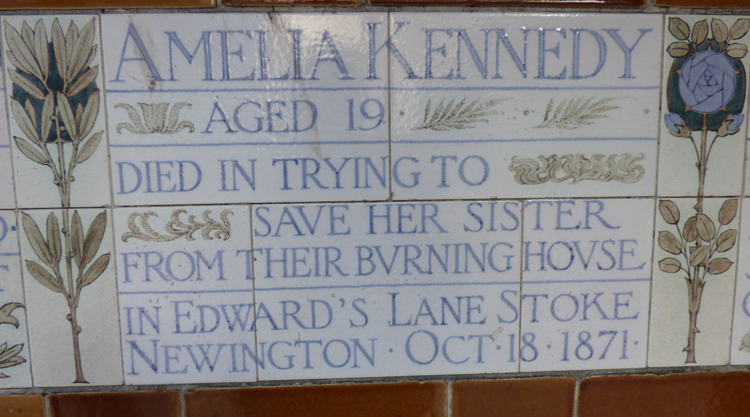 AMELIA KENNEDY
AGED 19
DIED IN TRYING TO
SAVE HER SISTER
FROM THEIR BVRNING HOVSE
IN EDWARD'S LANE STOKE
NEWINGTON · OCT · 18 · 1871 ·